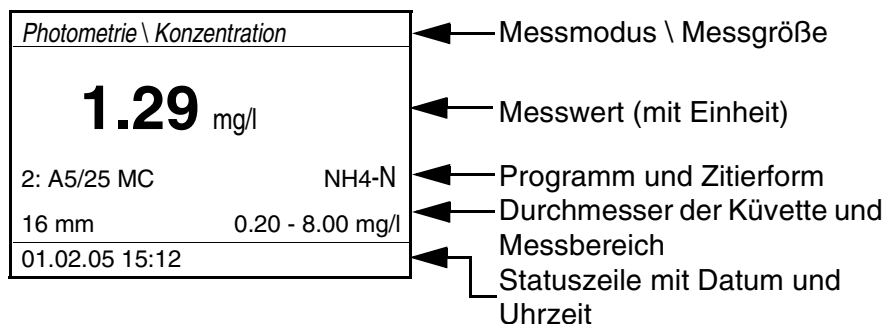 Photometrie \ Konzentration
Messmodus \ Messgröße
1.29 mg/l
Messwert (mit Einheit)
2: A5/25 MC NH4-N
Programm und Zitierform
16 mm 0.20 - 8.00 mg/l
Durchmesser der Küvette und
Messbereich
01.02.05 15:12
Statuszeile mit Datum und
Uhrzeit